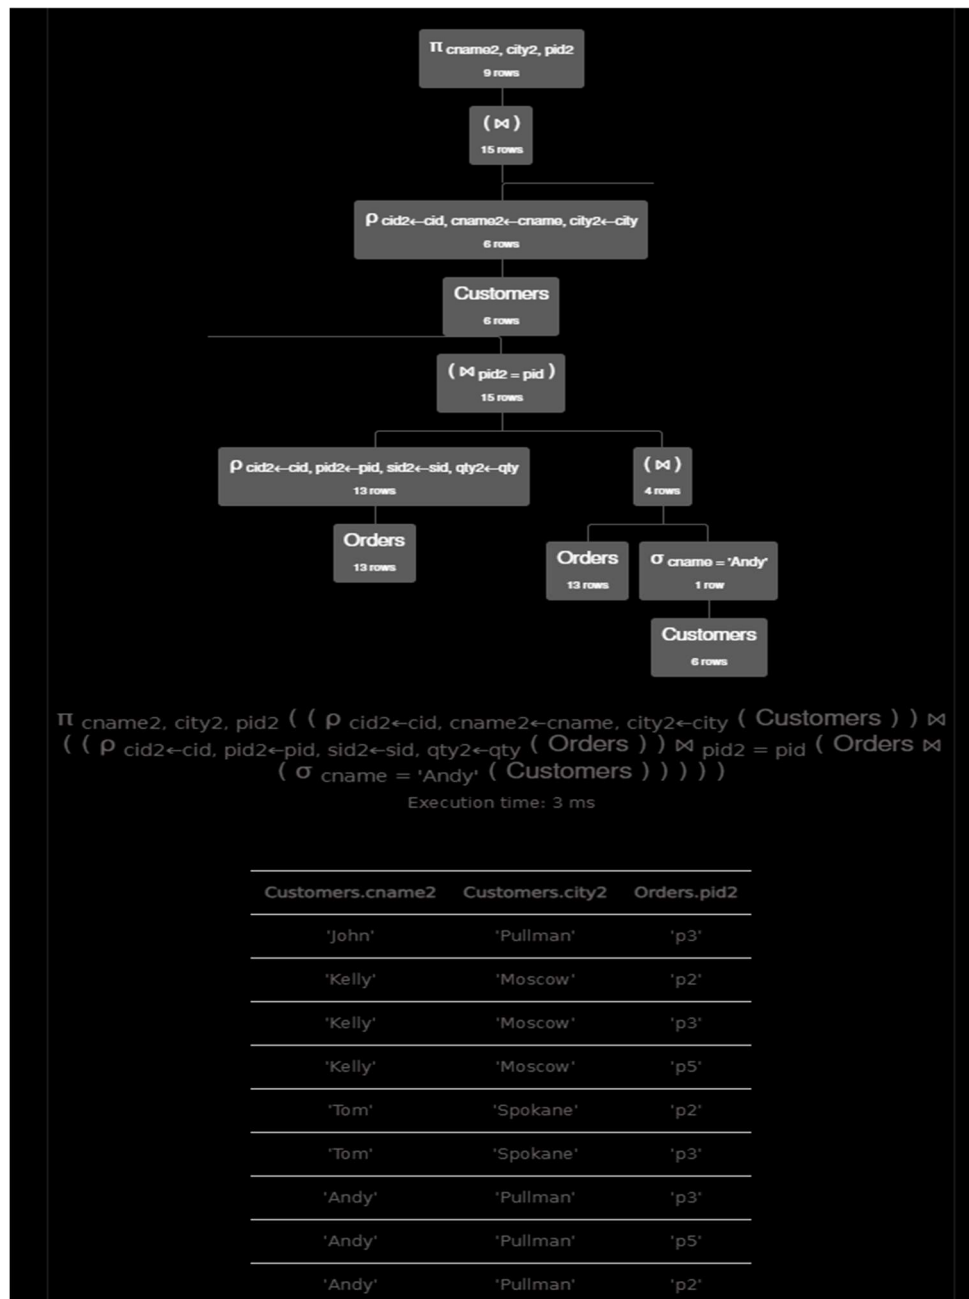 π cname2, city2, pid2
9 rows
( ⋈ )
15 rows
ρ cid2←cid, cname2←cname, city2←city
6 rows
Customers
6 rows
( ⋈ pid2 = pid )
15 rows
ρ cid2←cid, pid2←pid, sid2←sid, qty2←qty
13 rows
( ⋈ )
4 rows
Orders
13 rows
Orders
13 rows
σ cname = 'Andy'
1 row
Customers
6 rows
π cname2, city2, pid2 ( ( ρ cid2←cid, cname2←cname, city2←city ( Customers ) ) ⋈
( ( ρ cid2←cid, pid2←pid, sid2←sid, qty2←qty ( Orders ) ) ⋈ pid2 = pid ( Orders ⋈
( σ cname = 'Andy' ( Customers ) ) ) ) )
Execution time: 3 ms
Customers.cname2 Customers.city2 Orders.pid2
'John' 'Pullman' 'p3'
'Kelly' 'Moscow' 'p2'
'Kelly' 'Moscow' 'p3'
'Kelly' 'Moscow' 'p5'
'Tom' 'Spokane' 'p2'
'Tom' 'Spokane' 'p3'
'Andy' 'Pullman' 'p3'
'Andy' 'Pullman' 'p5'
'Andy' 'Pullman' 'p2'